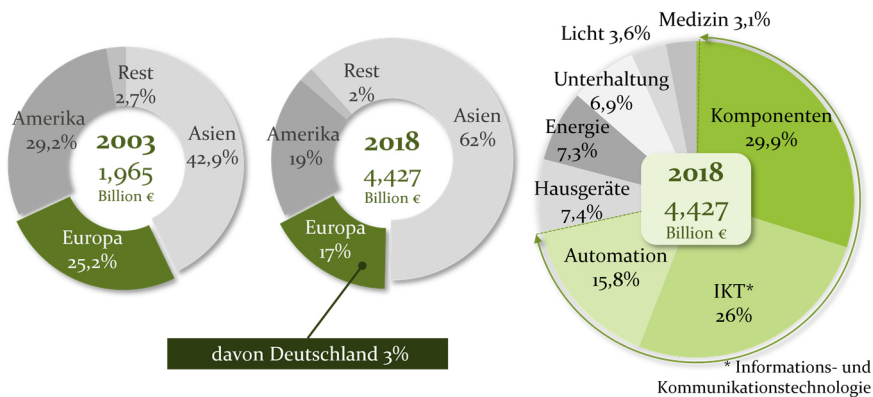 Rest
2,7%
Amerika
29,2%
Asien
42,9%
2003
1,965
Billion €
Europa
25,2%
Rest
2%
Amerika
19%
Asien
62%
2018
4,427
Billion €
Europa
17%
davon Deutschland 3%
Medizin 3,1%
Licht 3,6%
Unterhaltung
6,9%
Energie
7,3%
Hausgeräte
7,4%
Komponenten
29,9%
2018
4,427
Billion €
Automation
15,8%
IKT*
26%
* Informations- und
Kommunikationstechnologie